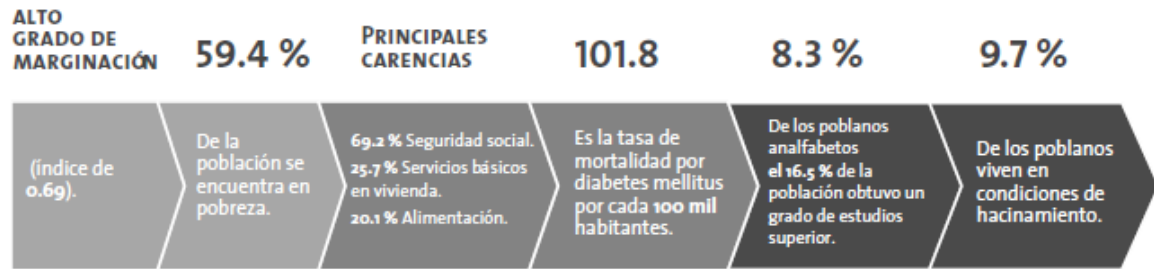 ALTO
GRADO DE
MARGINACIÓN
(índice de
0.69).
59.4 %
De la
población se
encuentra en
pobreza.
PRINCIPALES
CARENCIAS
69.2 % Seguridad social.
25.7 % Servicios básicos
en vivienda.
20.1 % Alimentación.
101.8
Es la tasa de
mortalidad por
diabetes mellitus
por cada 100 mil
habitantes.
8.3 %
De los poblanos
analfabetos
el 16.5 % de la
población obtuvo un
grado de estudios
superior.
9.7 %
De los poblanos
viven en
condiciones de
hacinamiento.